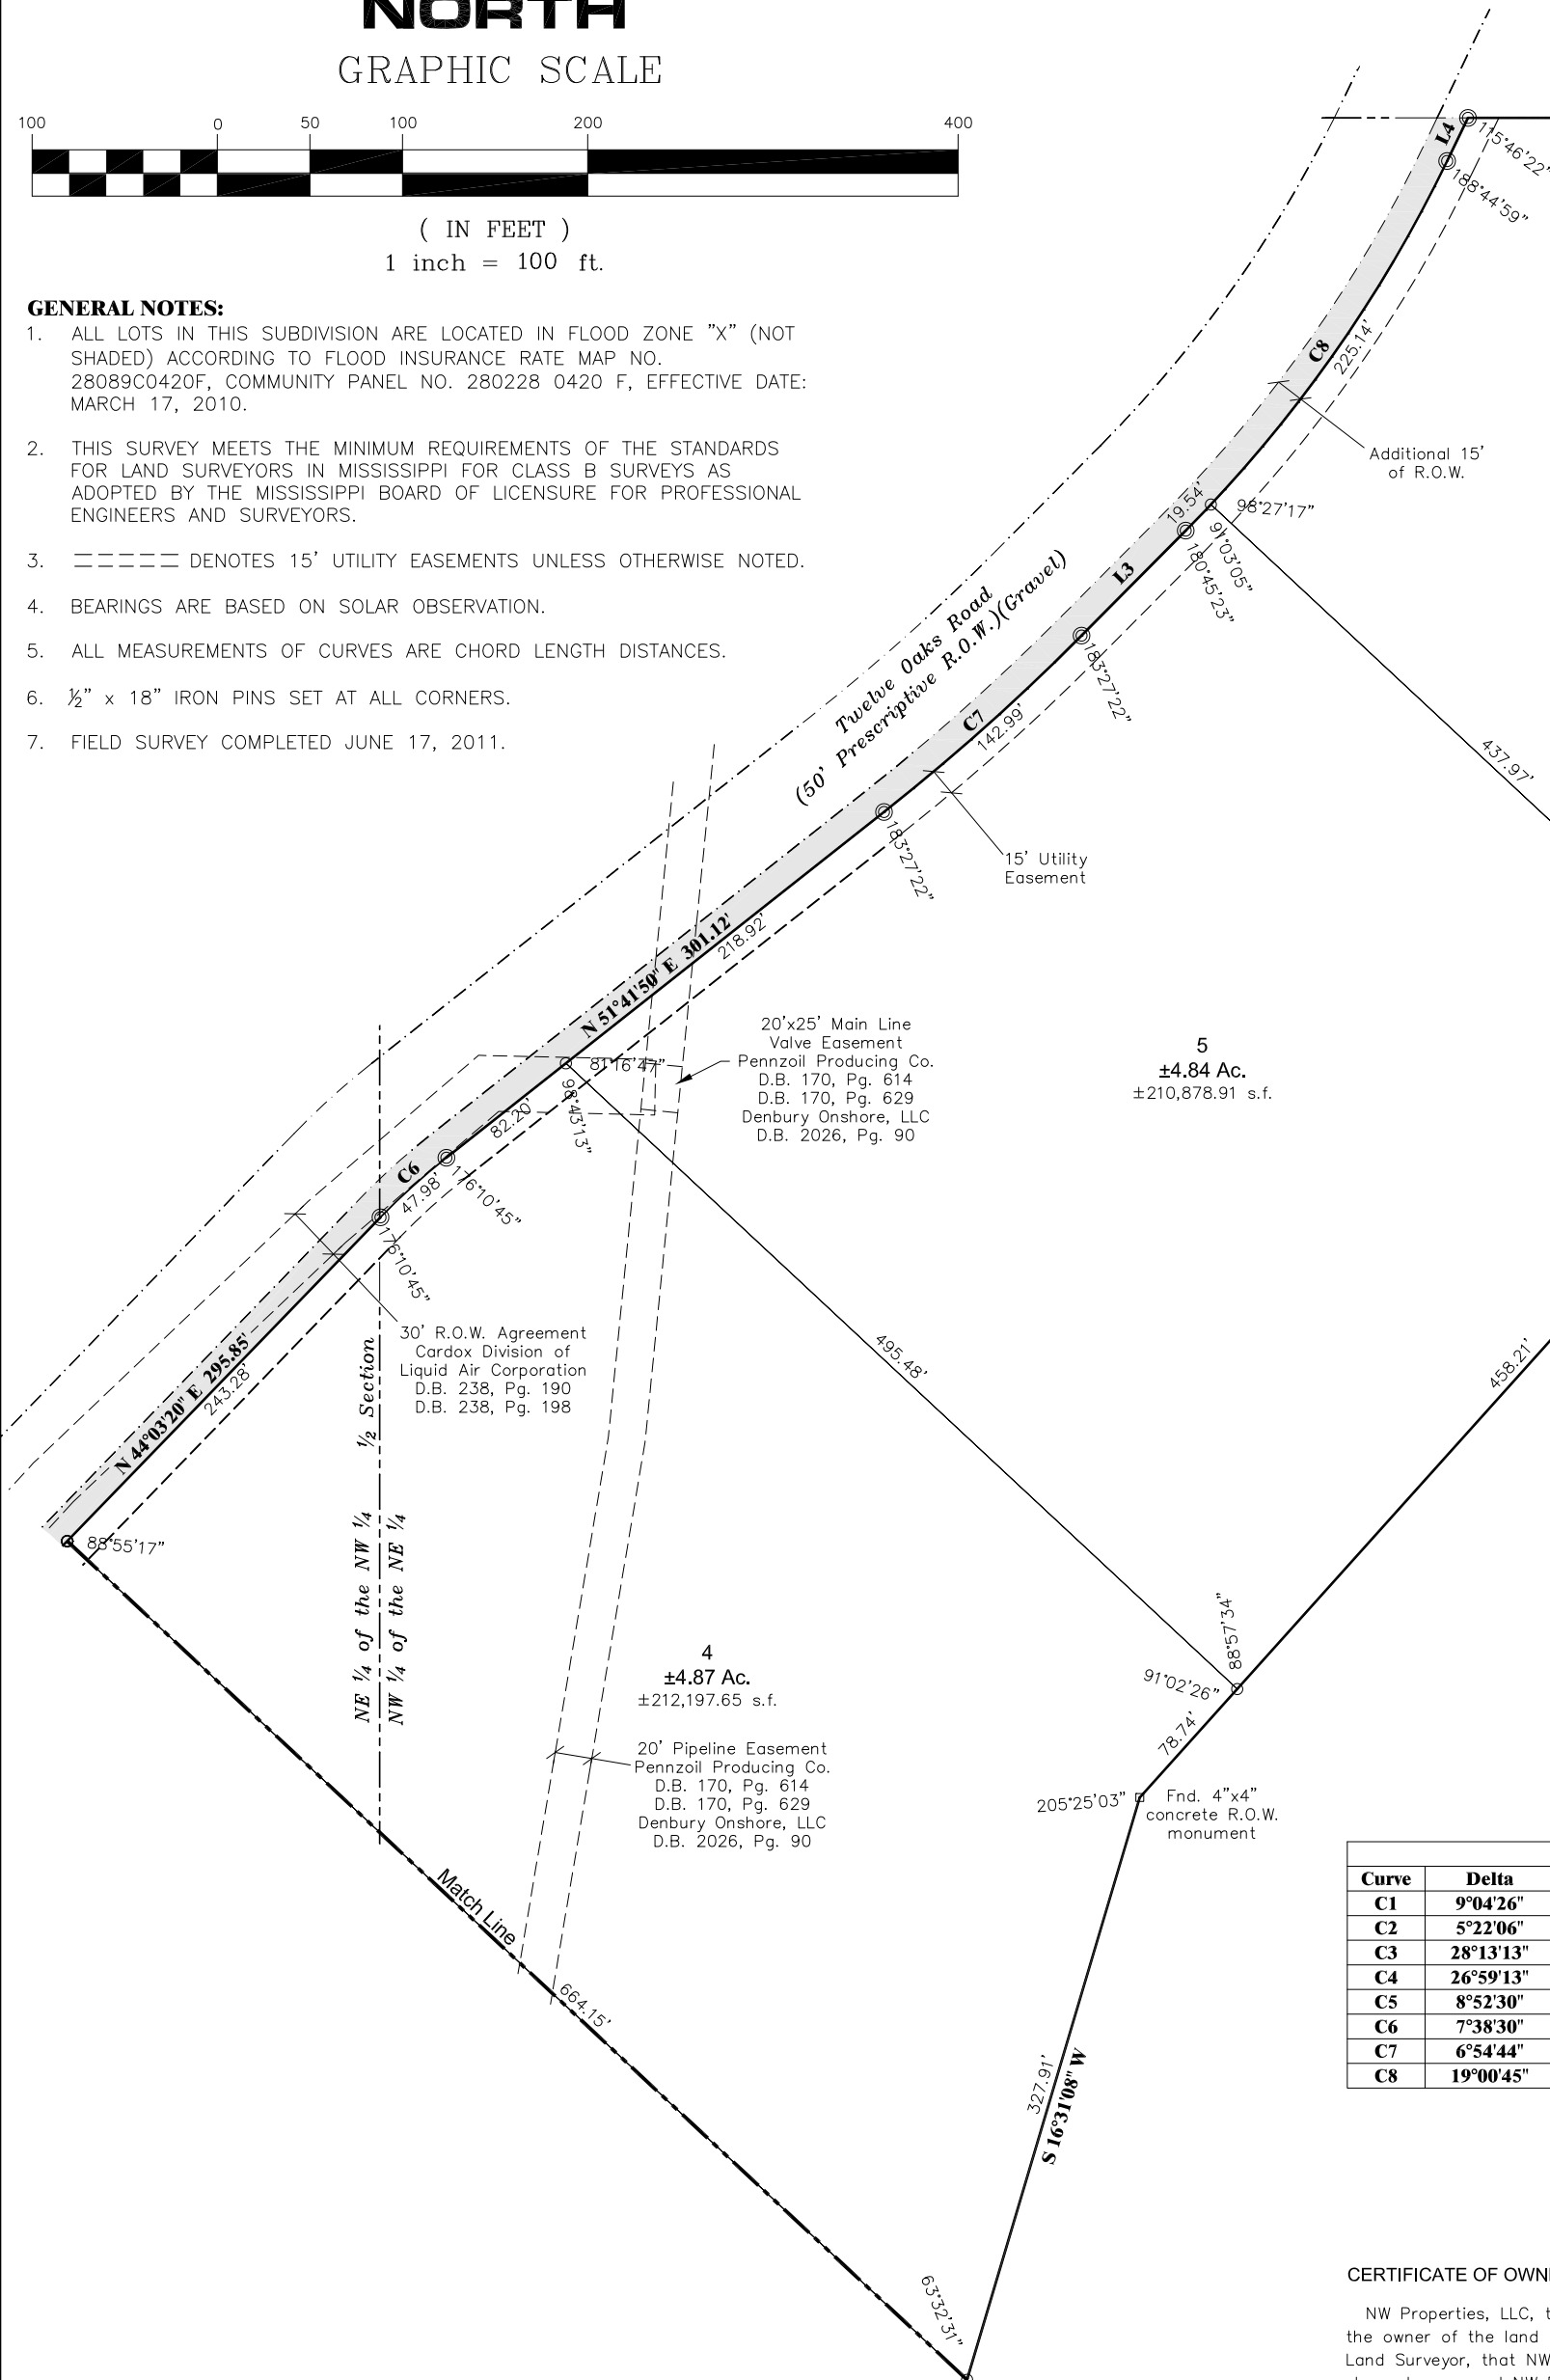 NORTH
GRAPHIC SCALE
100 0 50 100 200 400
( IN FEET )
1 inch = 100 ft.
GENERAL NOTES:
1. ALL LOTS IN THIS SUBDIVISION ARE LOCATED IN FLOOD ZONE "X" (NOT
SHADED) ACCORDING TO FLOOD INSURANCE RATE MAP NO.
28089C0420F, COMMUNITY PANEL NO. 280228 0420 F, EFFECTIVE DATE:
MARCH 17, 2010.
2. THIS SURVEY MEETS THE MINIMUM REQUIREMENTS OF THE STANDARDS
FOR LAND SURVEYORS IN MISSISSIPPI FOR CLASS B SURVEYS AS
ADOPTED BY THE MISSISSIPPI BOARD OF LICENSURE FOR PROFESSIONAL
ENGINEERS AND SURVEYORS.
3. DENOTES 15' UTILITY EASEMENTS UNLESS OTHERWISE NOTED.
4. BEARINGS ARE BASED ON SOLAR OBSERVATION.
5. ALL MEASUREMENTS OF CURVES ARE CHORD LENGTH DISTANCES.
6. ½" x 18" IRON PINS SET AT ALL CORNERS.
7. FIELD SURVEY COMPLETED JUNE 17, 2011.
L4
115°46'22"
188°44'59"
C8
225.14'
Additional 15'
of R.O.W.
19.54'
98°27'17"
91°03'05"
180°45'23"
L3
183°27'22"
437.97'
Twelve Oaks Road
(50' Prescriptive R.O.W.)(Gravel)
C7
142.99'
183°27'22"
15' Utility
Easement
N 51°41'50" E 301.12'
218.92'
20'x25' Main Line
Valve Easement
Pennzoil Producing Co.
D.B. 170, Pg. 614
D.B. 170, Pg. 629
Denbury Onshore, LLC
D.B. 2026, Pg. 90
5
±4.84 Ac.
±210,878.91 s.f.
81°16'47"
98°43'13"
82.20'
C6
47.98'
176°10'45"
176°10'45"
30' R.O.W. Agreement
Cardox Division of
Liquid Air Corporation
D.B. 238, Pg. 190
D.B. 238, Pg. 198
N 44°03'20" E 295.85'
243.28'
½ Section
495.48'
458.21'
88°55'17"
NE ¼ of the NW ¼
NW ¼ of the NE ¼
88°57'34"
91°02'26"
78.74'
4
±4.87 Ac.
±212,197.65 s.f.
20' Pipeline Easement
Pennzoil Producing Co.
D.B. 170, Pg. 614
D.B. 170, Pg. 629
Denbury Onshore, LLC
D.B. 2026, Pg. 90
205°25'03"
Fnd. 4"x4"
concrete R.O.W.
monument
Match Line
664.15'
327.91'
S 16°31'08" W
63°32'31"
Curve Delta
C1 9°04'26"
C2 5°22'06"
C3 28°13'13"
C4 26°59'13"
C5 8°52'30"
C6 7°38'30"
C7 6°54'44"
C8 19°00'45"
CERTIFICATE OF OWN
NW Properties, LLC, t
the owner of the land
Land Surveyor, that NW